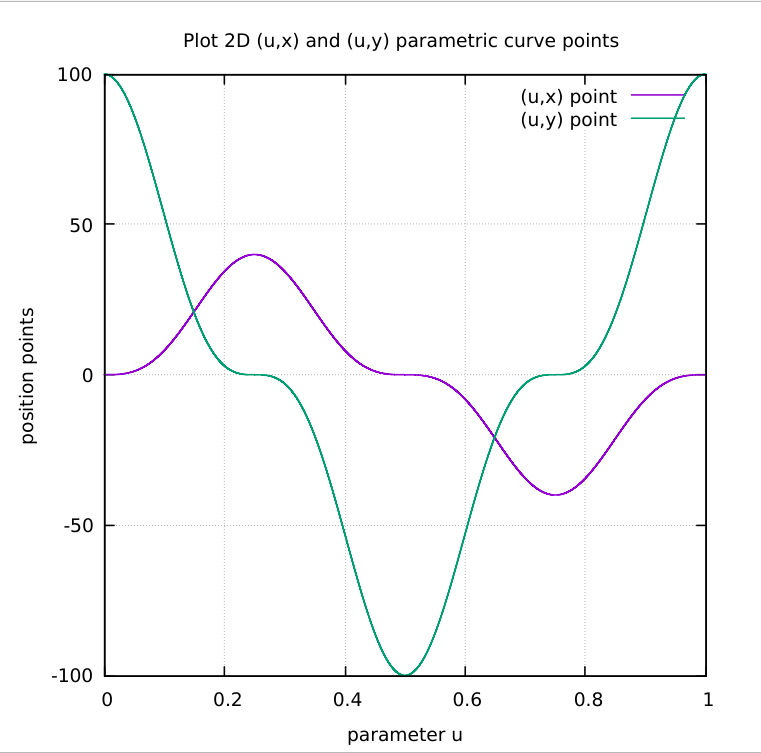 Plot 2D (u,x) and (u,y) parametric curve points
100
50
0
-50
-100
position points
(u,x) point
(u,y) point
0 0.2 0.4 0.6 0.8 1
parameter u